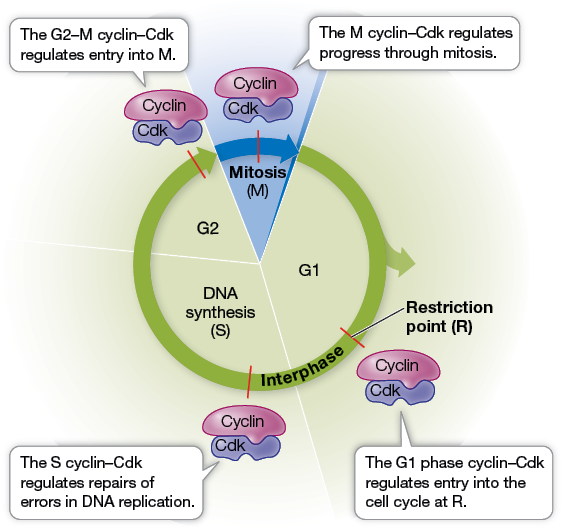 The G2–M cyclin–Cdk
regulates entry into M.
The M cyclin–Cdk regulates
progress through mitosis.
Cyclin
Cdk
Cyclin
Cdk
Mitosis
(M)
G2
G1
DNA
synthesis
(S)
Restriction
point (R)
Interphase
Cyclin
Cdk
Cyclin
Cdk
The S cyclin–Cdk
regulates repairs of
errors in DNA replication.
The G1 phase cyclin–Cdk
regulates entry into the
cell cycle at R.